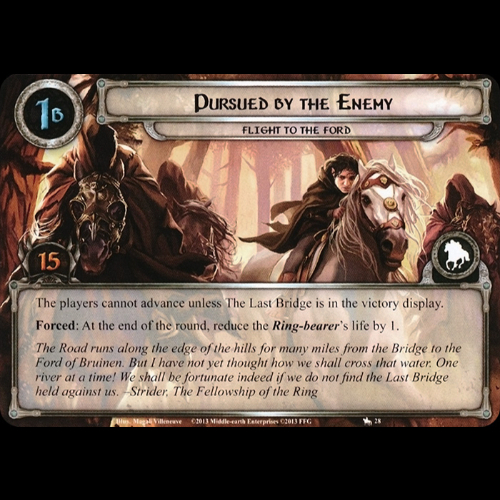 1B
PURSUED BY THE ENEMY
FLIGHT TO THE FORD
15
The players cannot advance unless The Last Bridge is in the victory display.
Forced: At the end of the round, reduce the Ring-bearer's life by 1.
The Road runs along the edge of the hills for many miles from the Bridge to the
Ford of Bruinen. But I have not yet thought how we shall cross that water. One
river at a time! We shall be fortunate indeed if we do not find the Last Bridge
held against us. –Strider, The Fellowship of the Ring
Illus. Magali Villeneuve ©2013 Middle-earth Enterprises ©2013 FFG 28